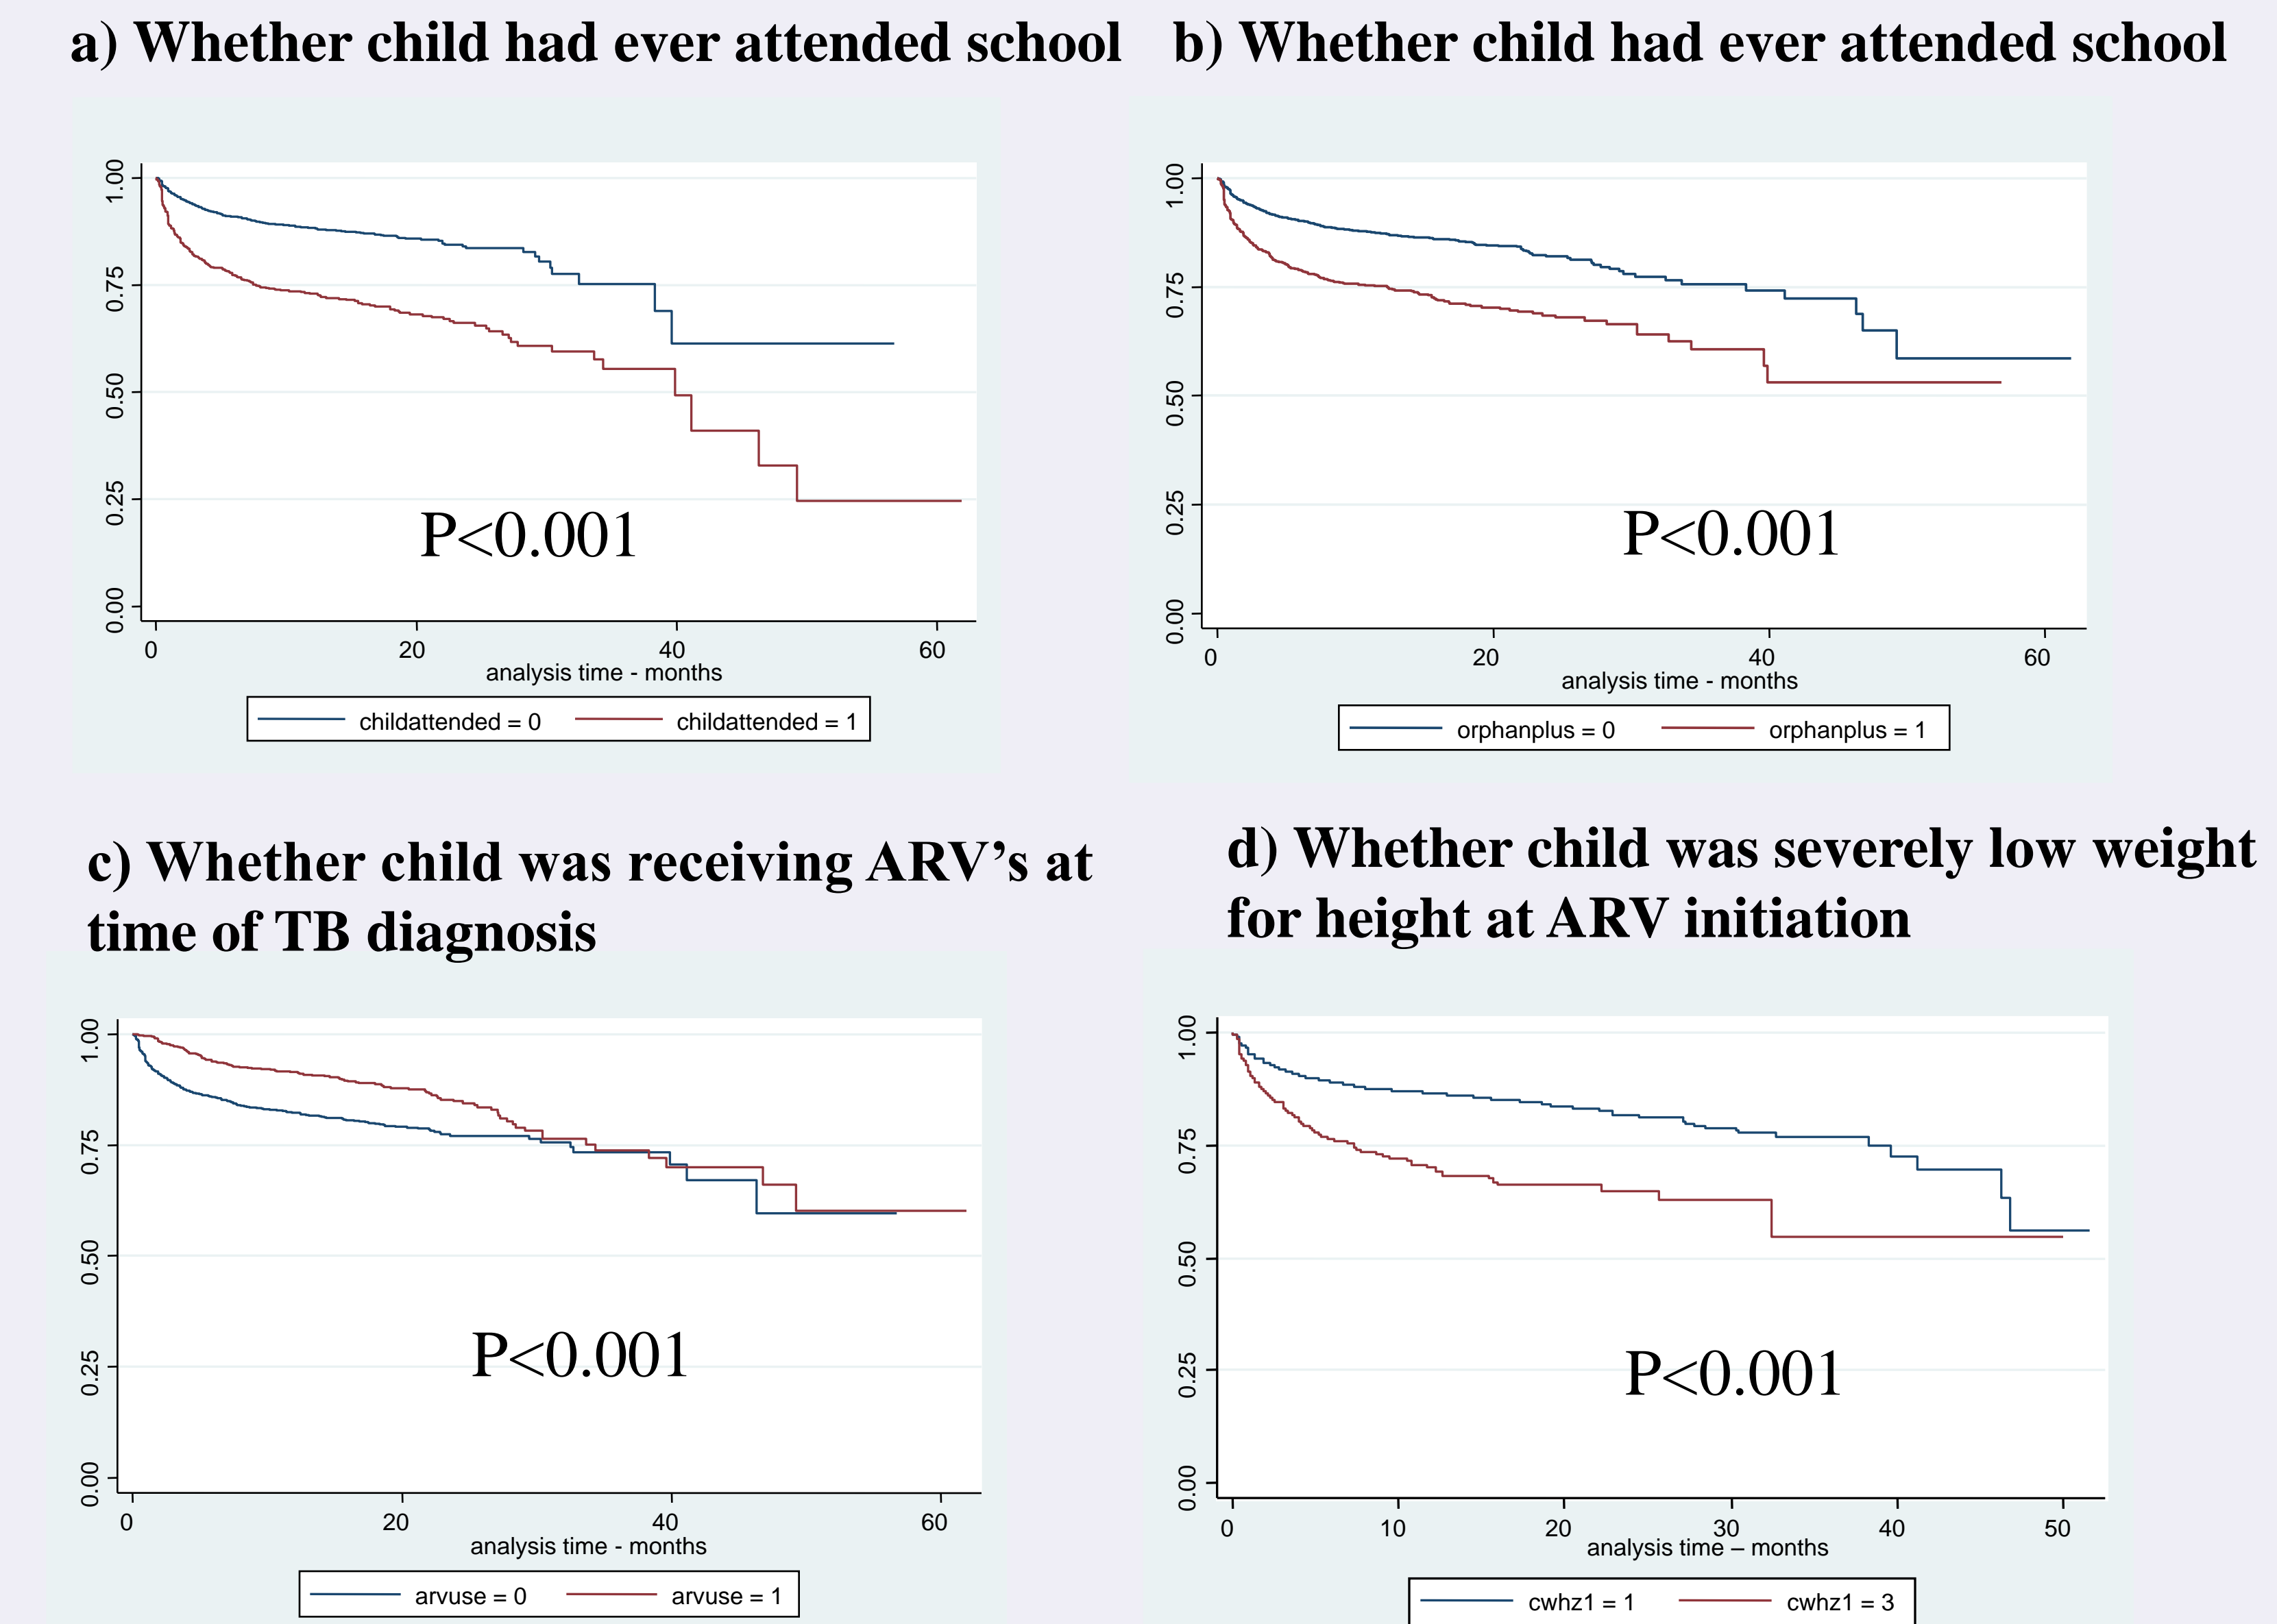 a) Whether child had ever attended school
1.00
0.75
0.50
0.25
0.00
P<0.001
0 20 40 60
analysis time - months
childattended = 0 childattended = 1
b) Whether child had ever attended school
1.00
0.75
0.50
0.25
0.00
P<0.001
0 20 40 60
analysis time - months
orphanplus = 0 orphanplus = 1
c) Whether child was receiving ARV’s at
time of TB diagnosis
1.00
0.75
0.50
0.25
0.00
P<0.001
0 20 40 60
analysis time - months
arvuse = 0 arvuse = 1
d) Whether child was severely low weight
for height at ARV initiation
1.00
0.75
0.50
0.25
0.00
P<0.001
0 10 20 30 40 50
analysis time – months
cwhz1 = 1 cwhz1 = 3